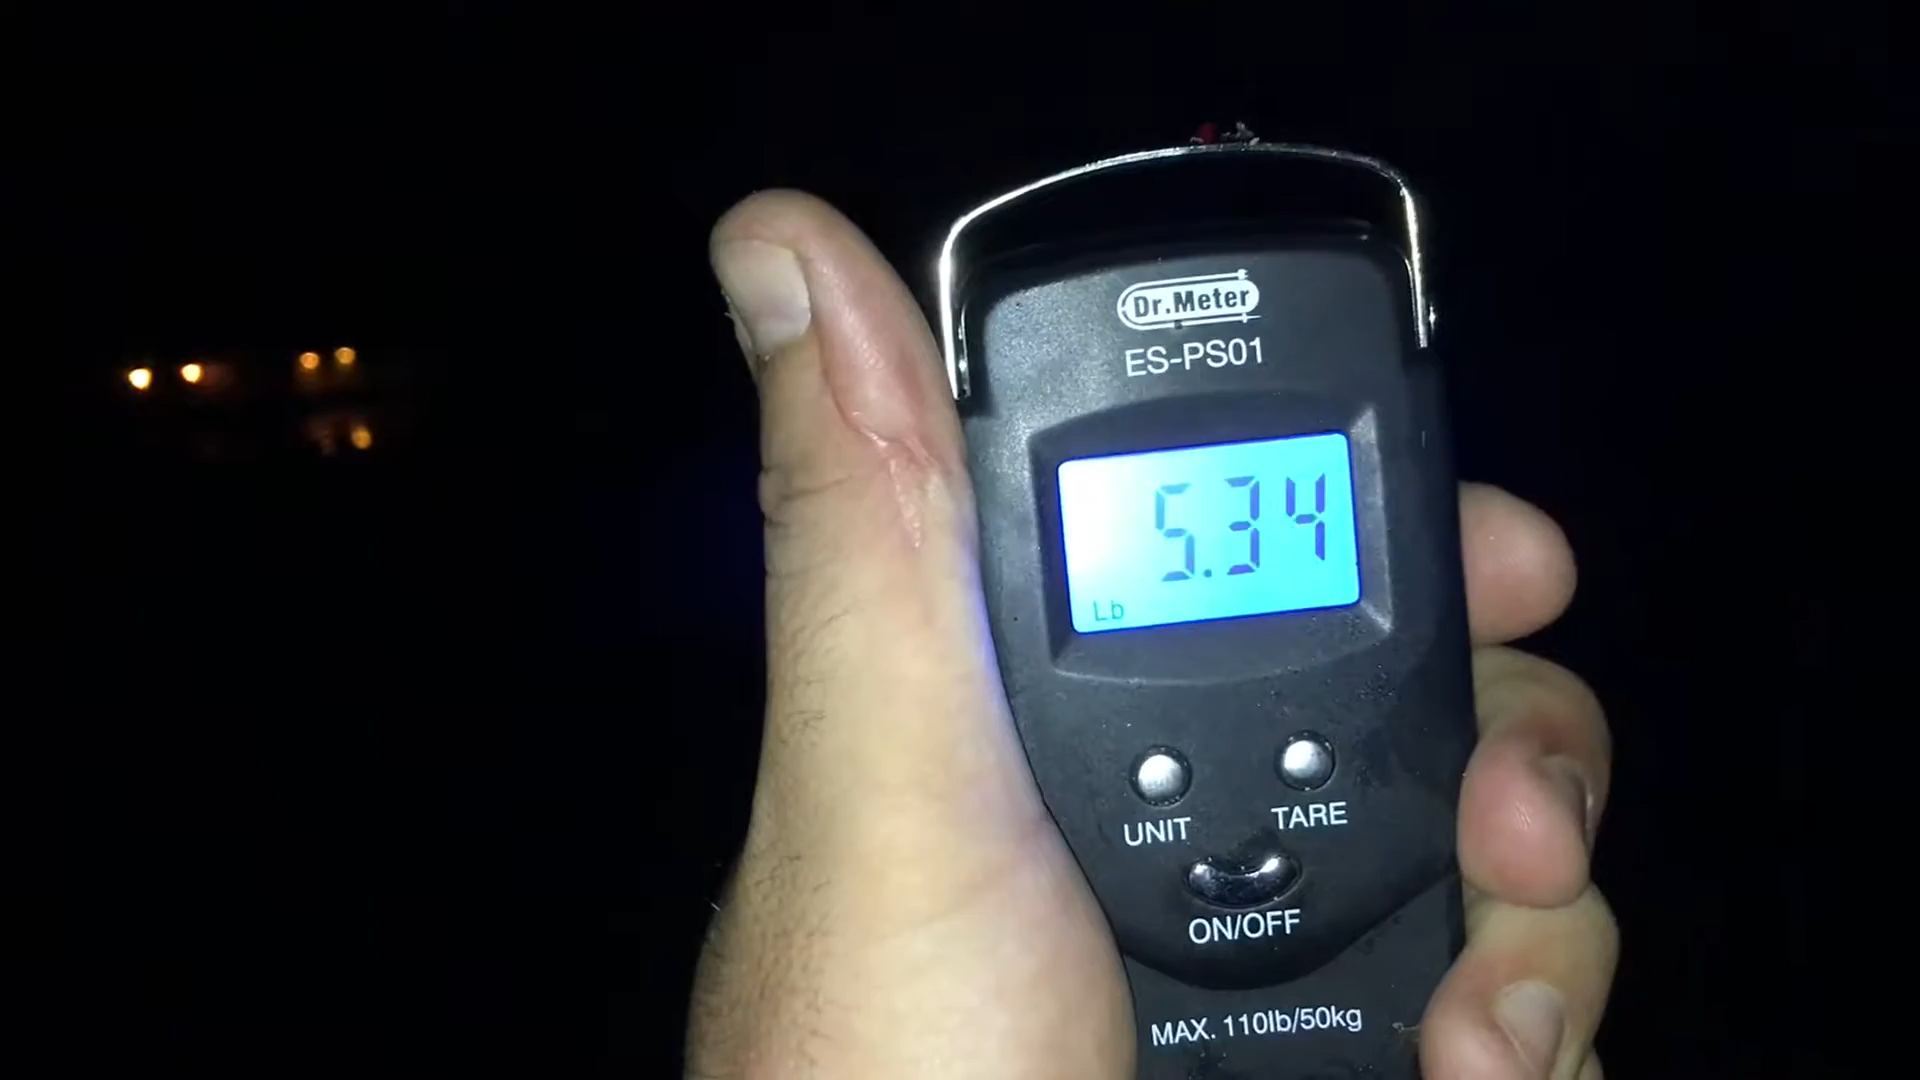 Dr.Meter
ES-PS01
5.34
Lb
UNIT TARE
ON/OFF
MAX. 110lb/50kg